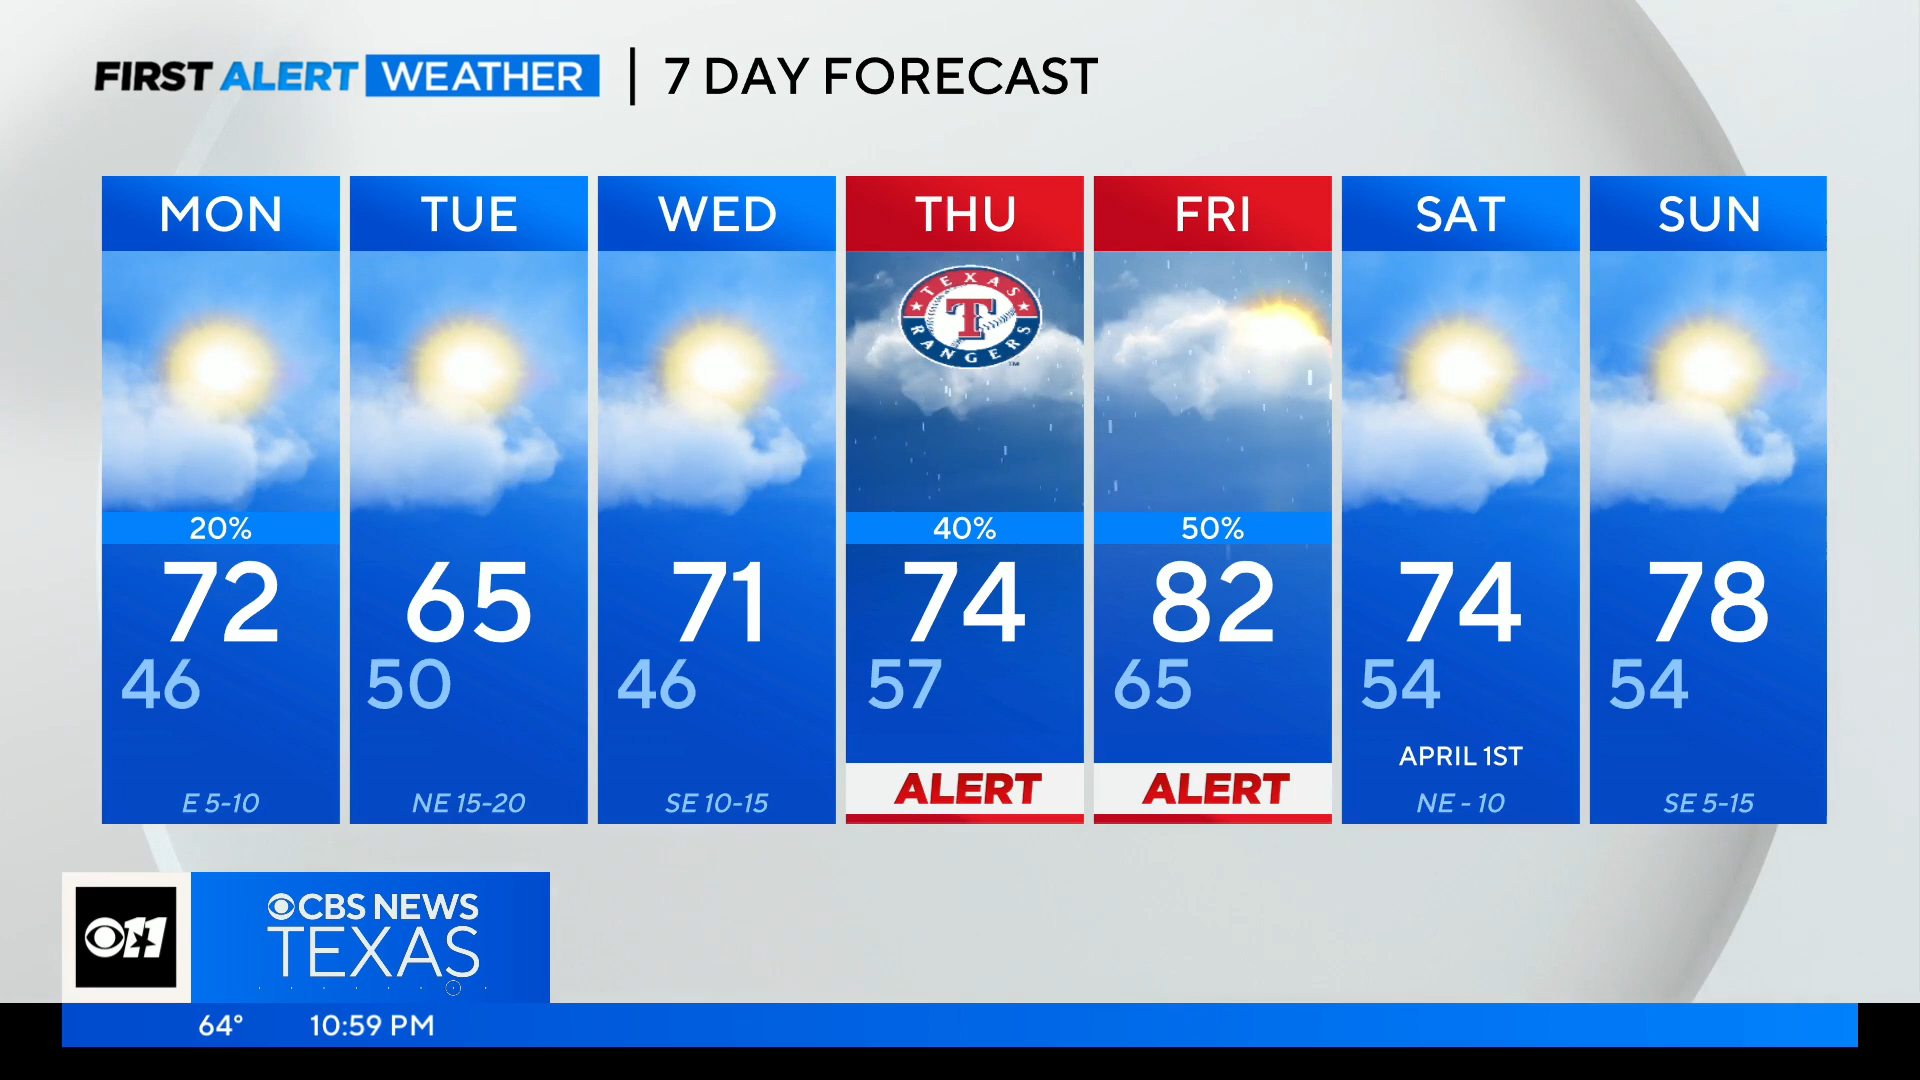 FIRST ALERT WEATHER | 7 DAY FORECAST
MON TUE WED THU FRI SAT SUN
TEXAS
T
RANGERS
TM
20% 40% 50%
72 65 71 74 82 74 78
46 50 46 57 65 54 54
APRIL 1ST
E 5-10 NE 15-20 SE 10-15 ALERT ALERT NE - 10 SE 5-15
11
CBS NEWS
TEXAS
64° 10:59 PM